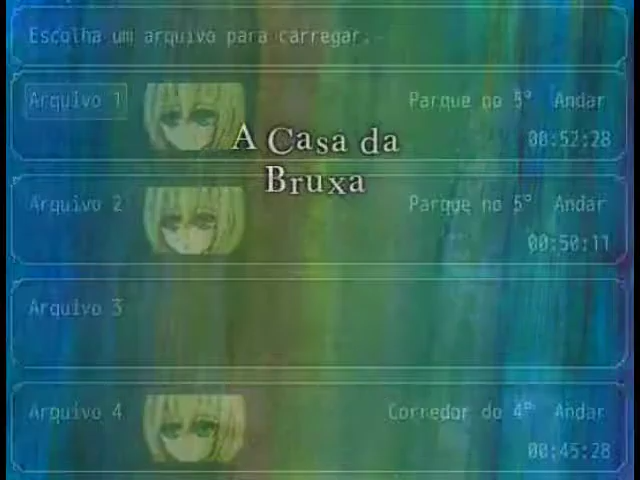 Escolha um arquivo para carregar.
Arquivo 1
Parque no 5° Andar
00:52:28
A Casa da
Bruxa
Arquivo 2
Parque no 5° Andar
00:50:11
Arquivo 3
Arquivo 4
Corredor do 4° Andar
00:45:28